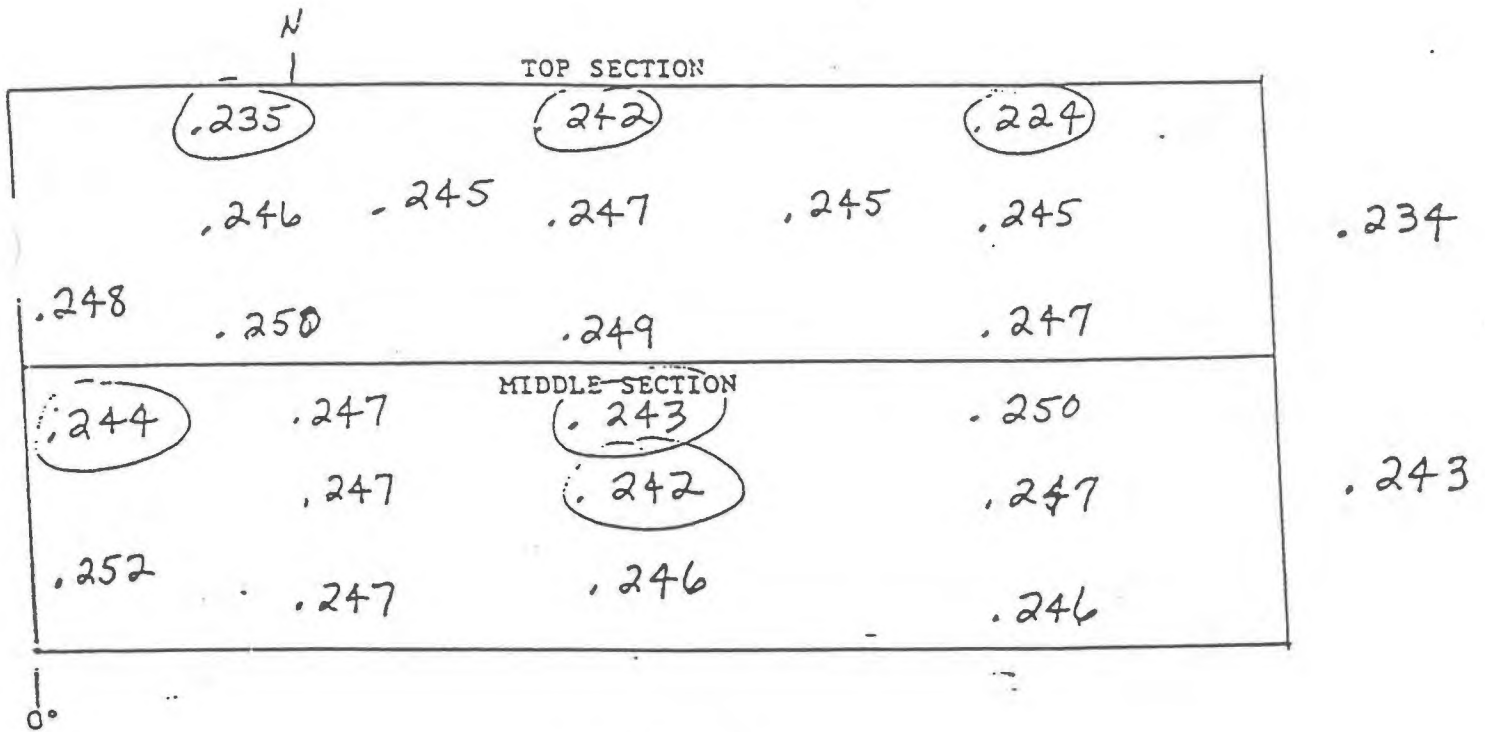 N
TOP SECTION
.235 .242 .224
.246 .245 .247 .245 .245 .234
.248 .250 .249 .247
MIDDLE SECTION
.244 .247 .243 .250
.247 .242 .247 .243
.252 .247 .246 .246
0°